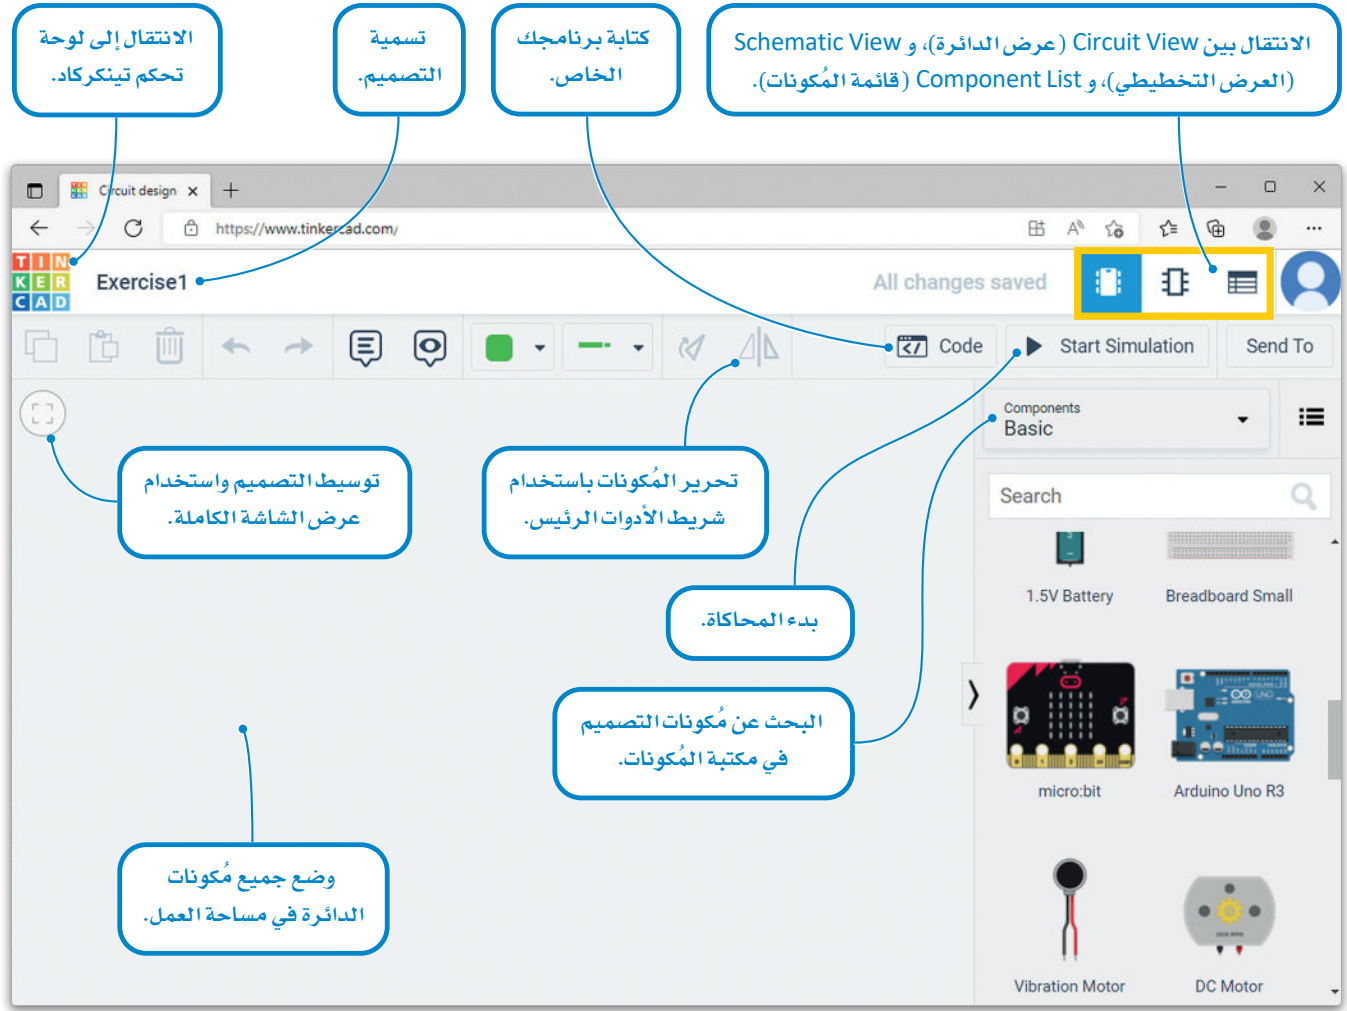 الانتقال إلى لوحة
تحكم تينكركاد.
تسمية
التصميم.
كتابة برنامجك
الخاص.
الانتقال بين Circuit View (عرض الدائرة)، و Schematic View
(العرض التخطيطي)، و Component List (قائمة المُكونات).
Circuit design
https://www.tinkercad.com/
TIN
KER
CAD
Exercise1
All changes saved
Code
Start Simulation
Send To
Components
Basic
توسيط التصميم واستخدام
عرض الشاشة الكاملة.
تحرير المُكونات باستخدام
شريط الأدوات الرئيس.
Search
1.5V Battery
Breadboard Small
بدء المحاكاة.
البحث عن مُكونات التصميم
في مكتبة المُكونات.
micro:bit
Arduino Uno R3
وضع جميع مُكونات
الدائرة في مساحة العمل.
Vibration Motor
DC Motor